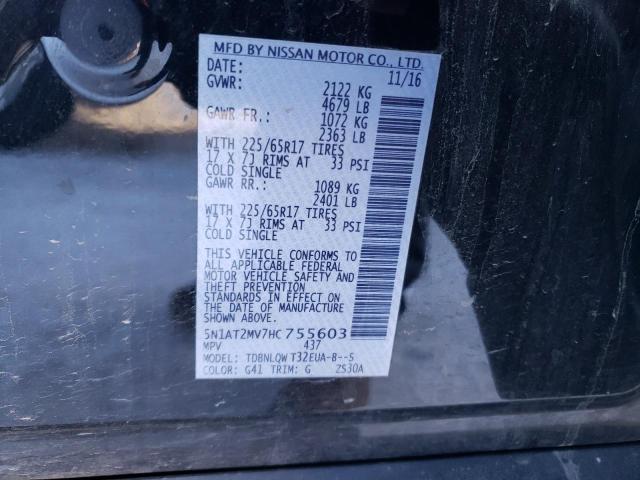 MFD BY NISSAN MOTOR CO., LTD.
DATE: 11/16
GVWR: 2122 KG
4679 LB
GAWR FR.: 1072 KG
2363 LB
WITH 225/65R17 TIRES
17 X 7J RIMS AT 33 PSI
COLD SINGLE
GAWR RR.: 1089 KG
2401 LB
WITH 225/65R17 TIRES
17 X 7J RIMS AT 33 PSI
COLD SINGLE
THIS VEHICLE CONFORMS TO
ALL APPLICABLE FEDERAL
MOTOR VEHICLE SAFETY AND
THEFT PREVENTION
STANDARDS IN EFFECT ON THE
DATE OF MANUFACTURE SHOWN
ABOVE.
5N1AT2MV7HC755603
MPV 437
MODEL: TDBNLQW T32EUA-B--S
COLOR: G41 TRIM: G ZS30A